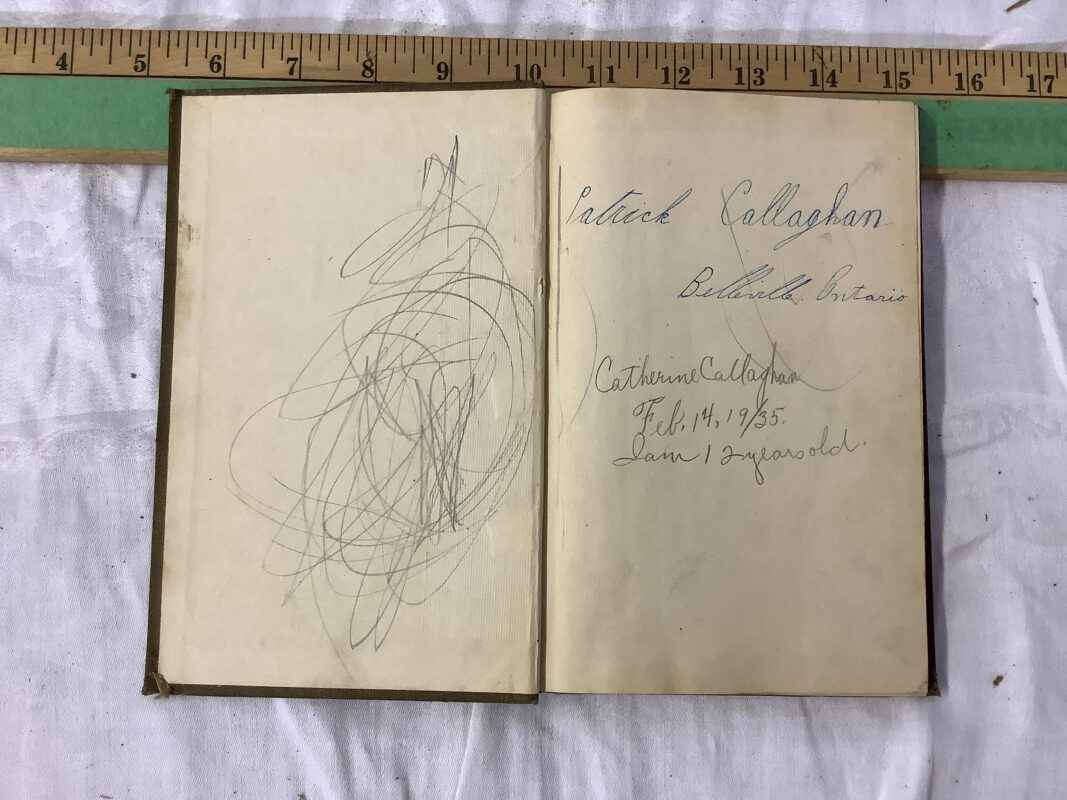 4 5 6 7 8 9 10 11 12 13 14 15 16 17
Patrick Callaghan
Belleville, Ontario
Catherine Callaghan
Feb. 14, 1935.
I am 12 years old.